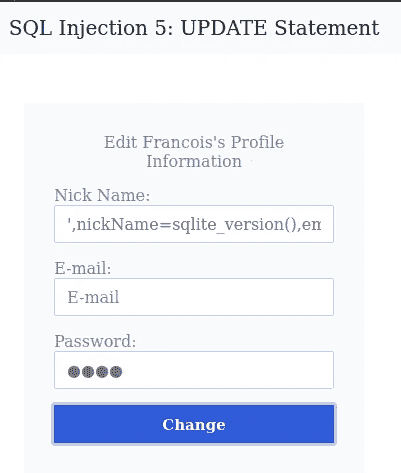 SQL Injection 5: UPDATE Statement
Edit Francois's Profile
Information
Nick Name:
',nickName=sqlite_version(),em
E-mail:
E-mail
Password:
Change